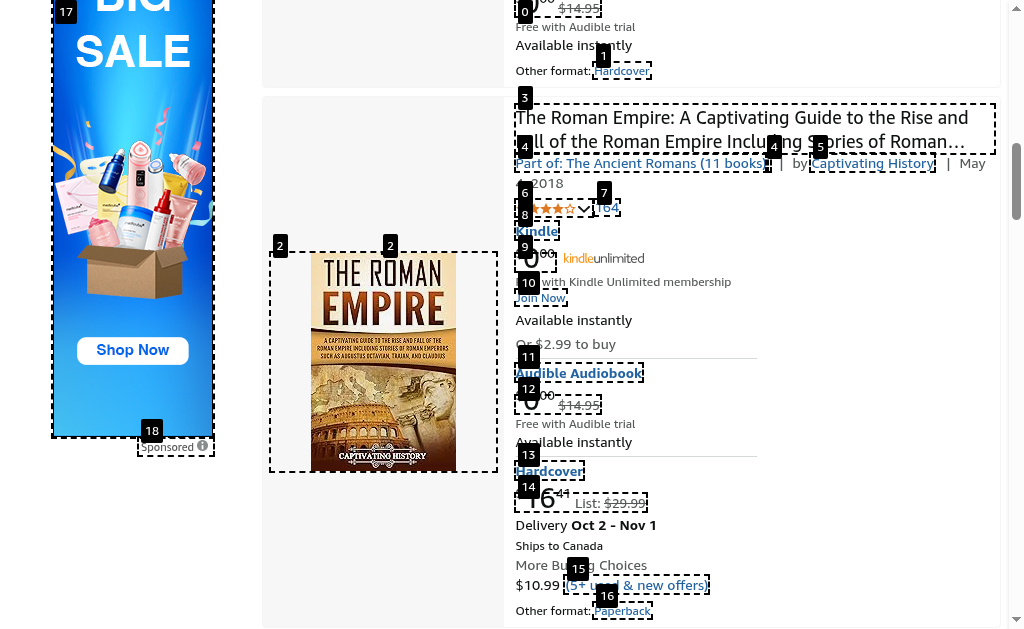 BIG
SALE
Shop Now
Sponsored
$14.95
Free with Audible trial
Available instantly
Other format: Hardcover
The Roman Empire: A Captivating Guide to the Rise and
Fall of the Roman Empire Including Stories of Roman…
Part of: The Ancient Romans (11 books) | by Captivating History | May
4, 2018
164
Kindle
0 00 kindleunlimited
with Kindle Unlimited membership
Join Now
Available instantly
Or $2.99 to buy
Audible Audiobook
0 00 $14.95
Free with Audible trial
Available instantly
Hardcover
16 41 List: $29.99
Delivery Oct 2 - Nov 1
Ships to Canada
More Buying Choices
$10.99 (5+ used & new offers)
Other format: Paperback
THE ROMAN
EMPIRE
A CAPTIVATING GUIDE TO THE RISE AND FALL OF THE
ROMAN EMPIRE INCLUDING STORIES OF ROMAN EMPERORS
SUCH AS AUGUSTUS OCTAVIAN, TRAJAN, AND CLAUDIUS
CAPTIVATING HISTORY
17
0
1
3
4
4
5
6
7
8
2
2
9
10
11
12
18
13
14
15
16